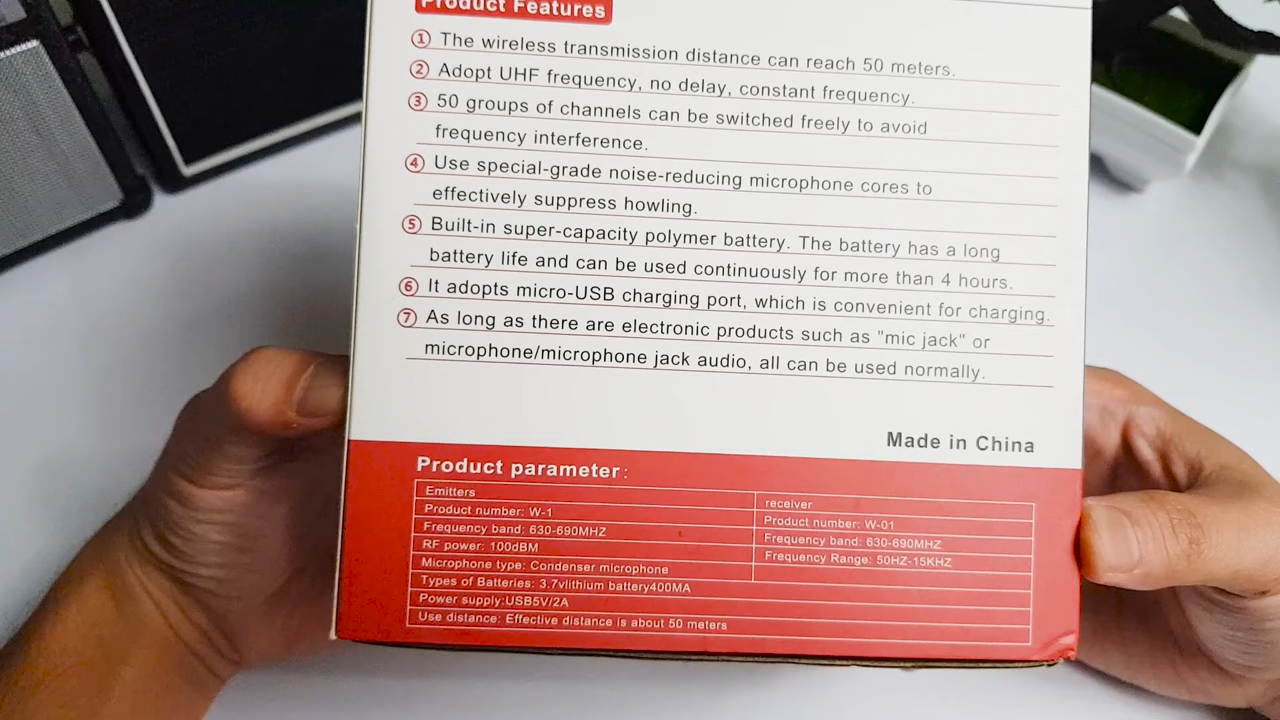 Product Features
① The wireless transmission distance can reach 50 meters.
② Adopt UHF frequency, no delay, constant frequency.
③ 50 groups of channels can be switched freely to avoid
frequency interference.
④ Use special-grade noise-reducing microphone cores to
effectively suppress howling.
⑤ Built-in super-capacity polymer battery. The battery has a long
battery life and can be used continuously for more than 4 hours.
⑥ It adopts micro-USB charging port, which is convenient for charging.
⑦ As long as there are electronic products such as "mic jack" or
microphone/microphone jack audio, all can be used normally.
Made in China
Product parameter:
Emitters
Product number: W-1
Frequency band: 630-690MHZ
RF power: 100dBM
Microphone type: Condenser microphone
Types of Batteries: 3.7vlithium battery400MA
Power supply:USB5V/2A
Use distance: Effective distance is about 50 meters
receiver
Product number: W-01
Frequency band: 630-690MHZ
Frequency Range: 50HZ-15KHZ